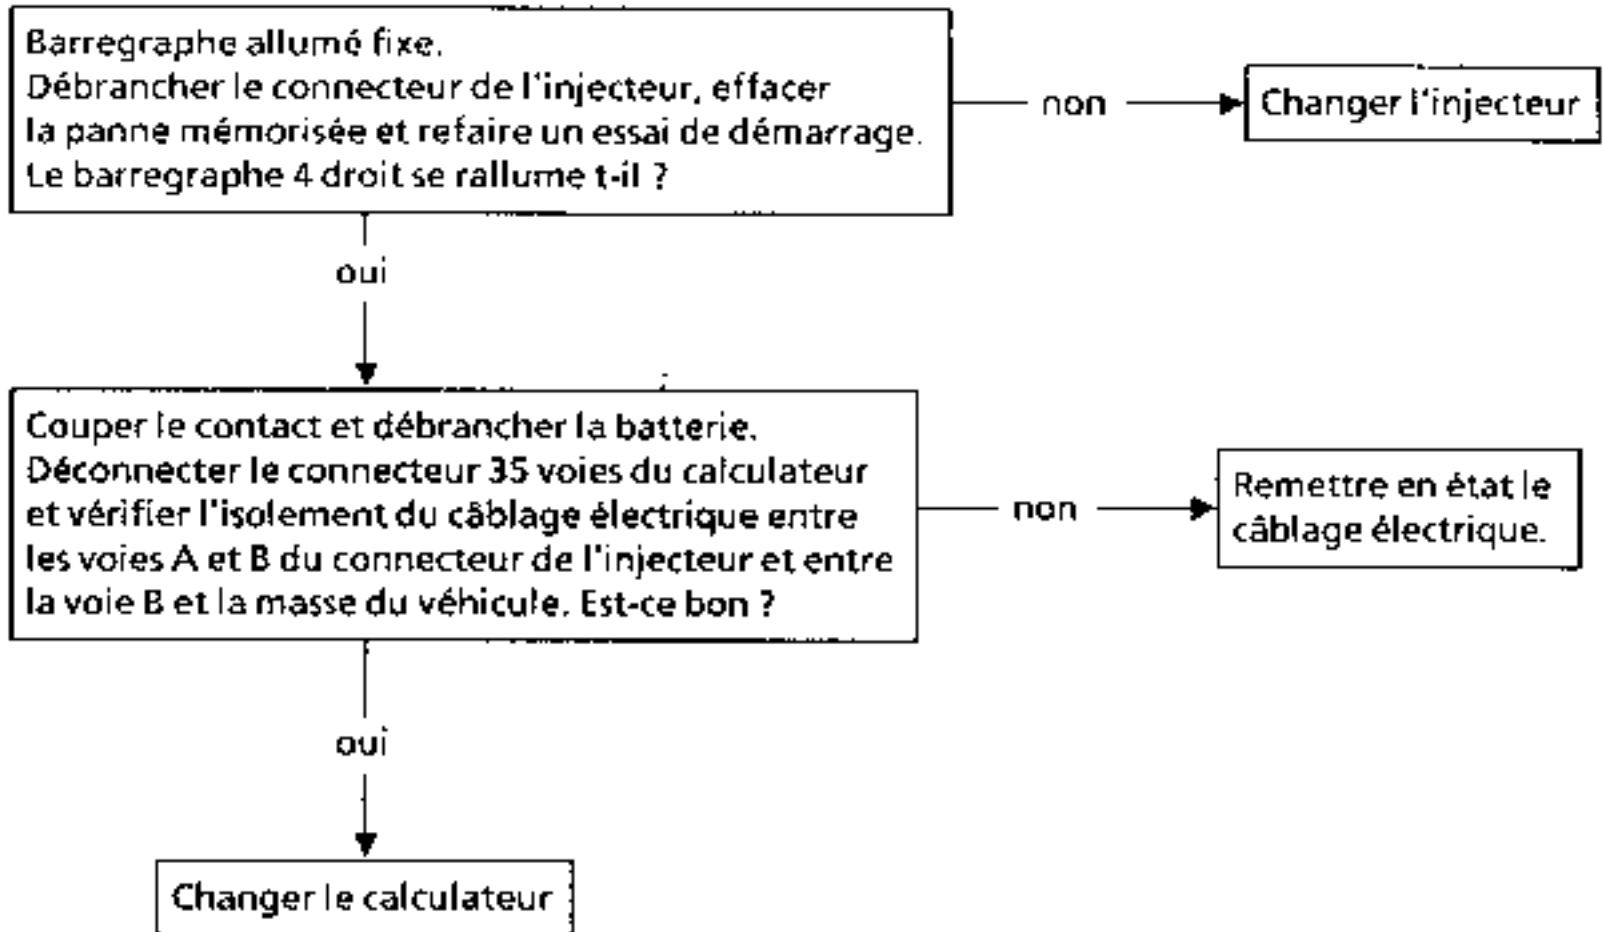 Barregraphe allumé fixe.
Débrancher le connecteur de l'injecteur, effacer
la panne mémorisée et refaire un essai de démarrage.
Le barregraphe 4 droit se rallume t-il ?
non
Changer l'injecteur
oui
Couper le contact et débrancher la batterie.
Déconnecter le connecteur 35 voies du calculateur
et vérifier l'isolement du câblage électrique entre
les voies A et B du connecteur de l'injecteur et entre
la voie B et la masse du véhicule. Est-ce bon ?
non
Remettre en état le
câblage électrique.
oui
Changer le calculateur